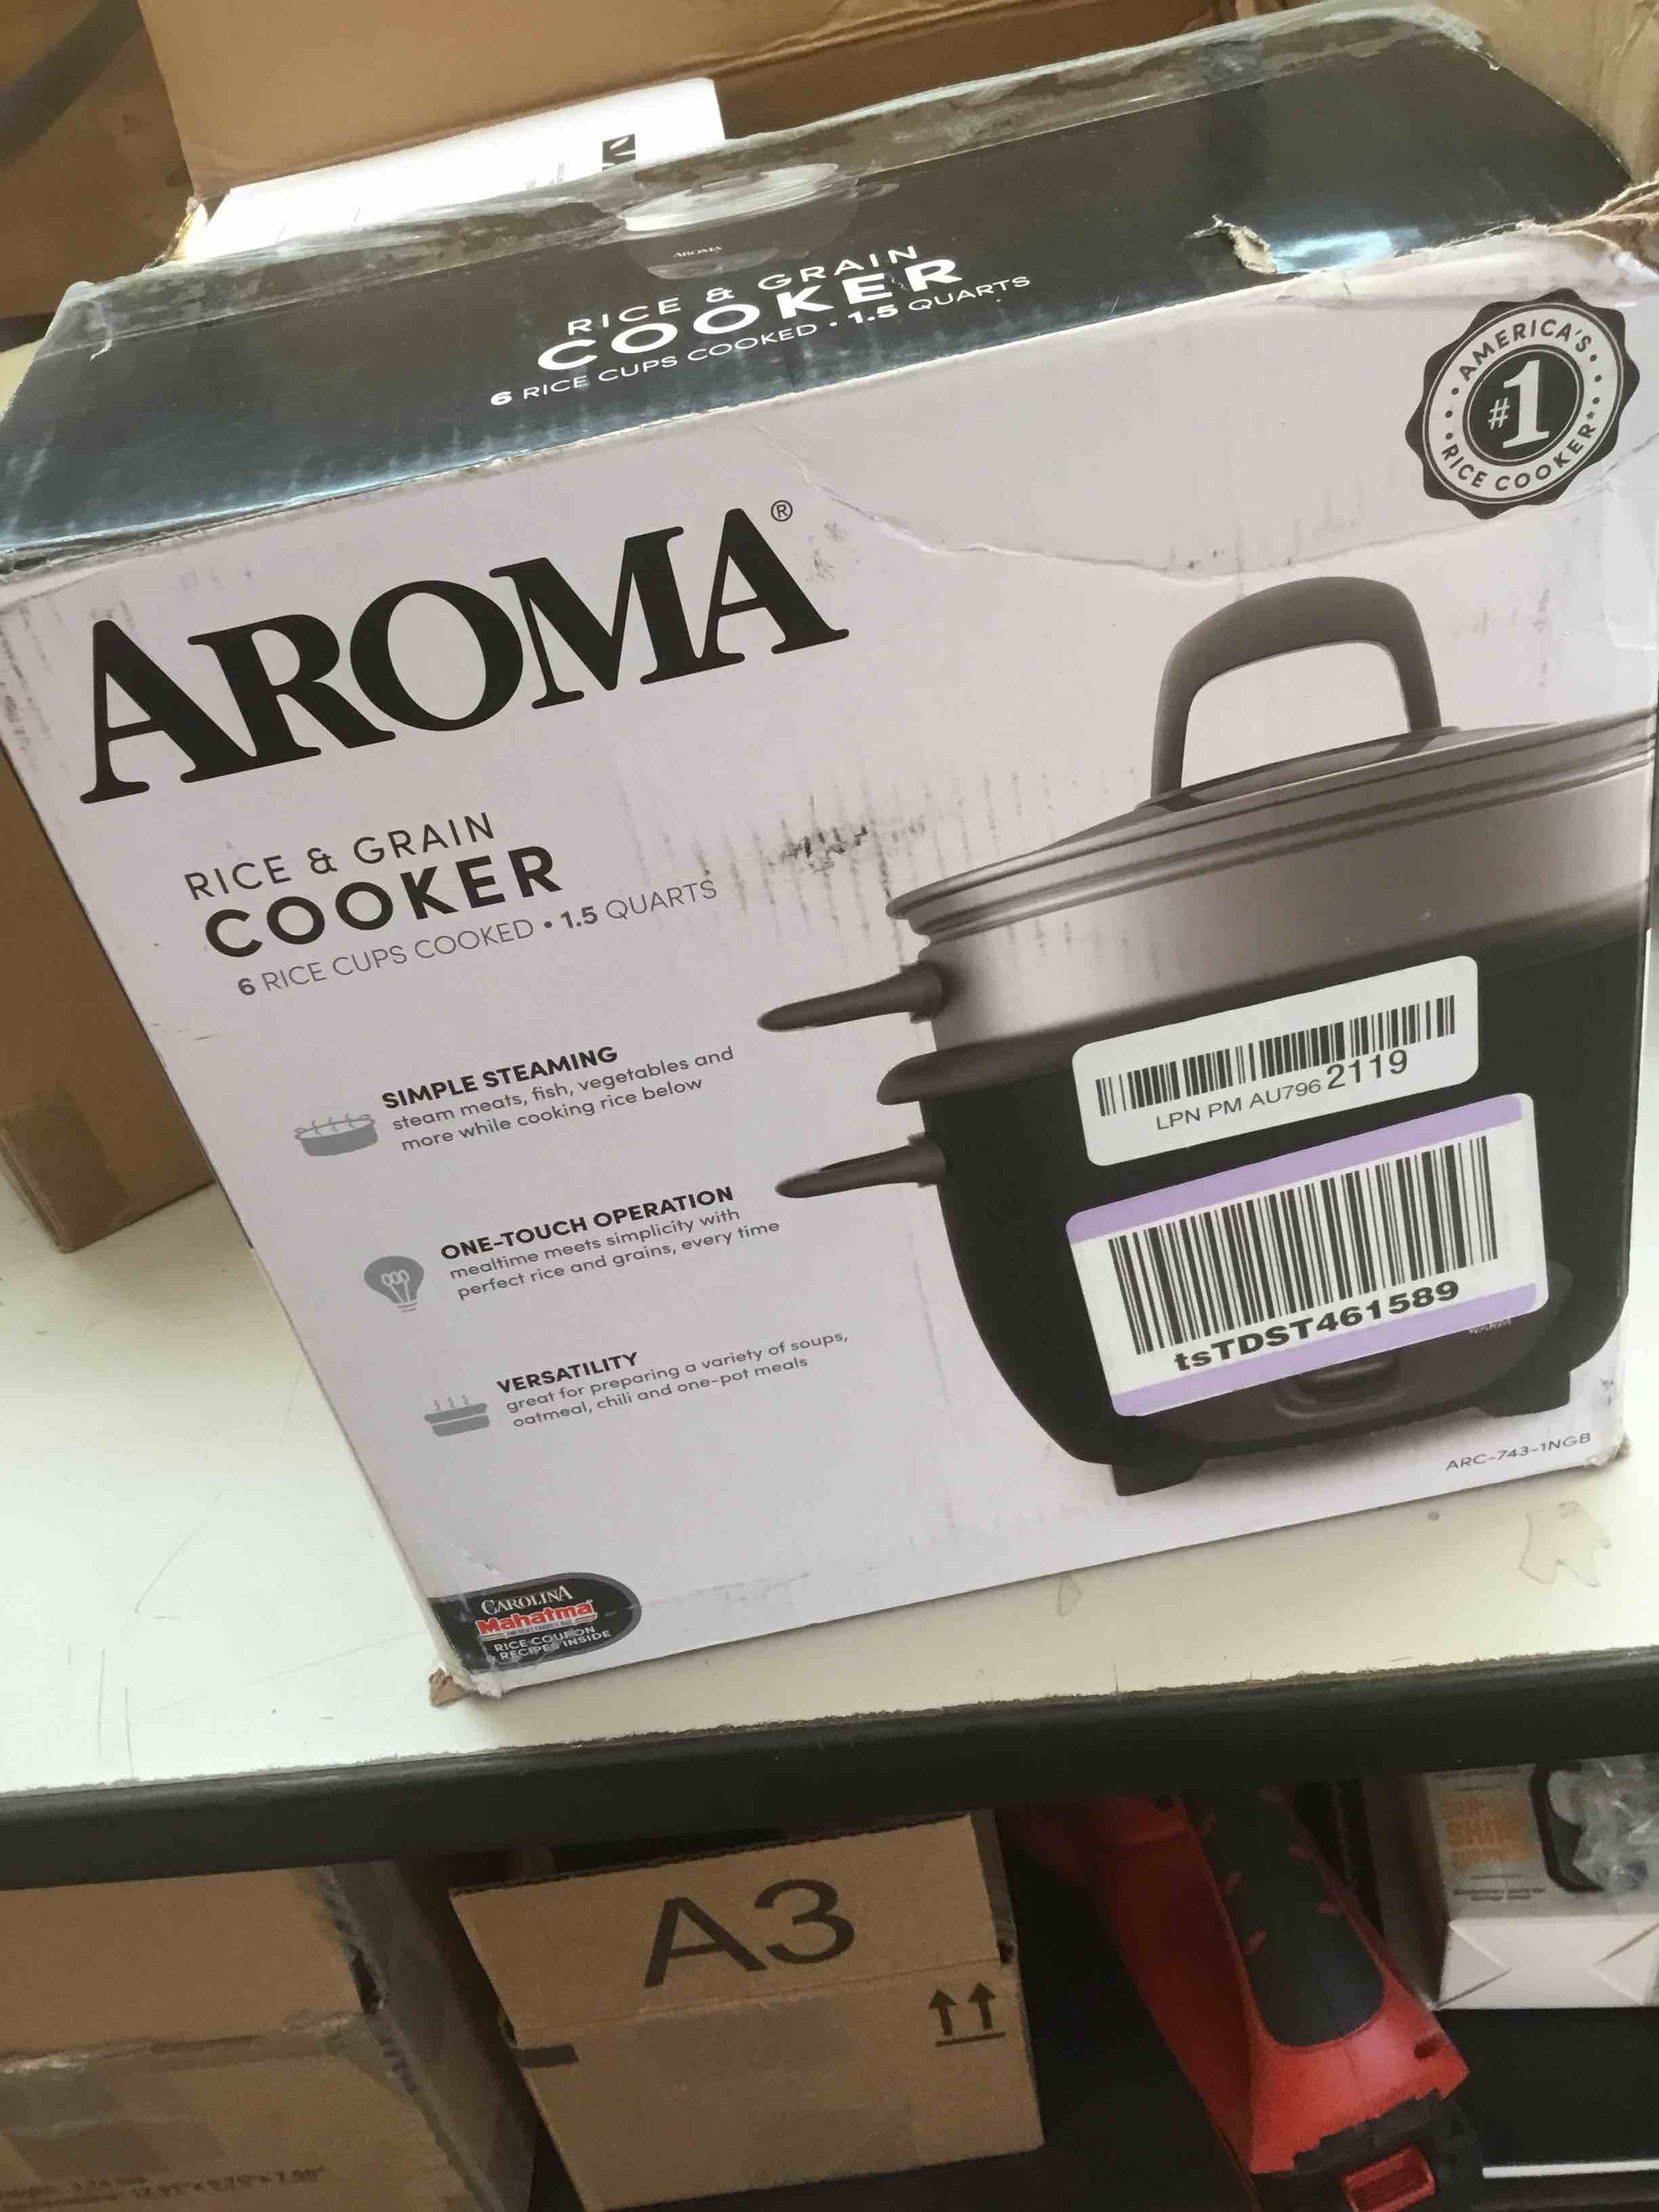 AROMA
RICE & GRAIN
COOKER
6 RICE CUPS COOKED • 1.5 QUARTS
AMERICA'S
#1
RICE COOKER*
AROMA®
RICE & GRAIN
COOKER
6 RICE CUPS COOKED • 1.5 QUARTS
SIMPLE STEAMING
steam meats, fish, vegetables and
more while cooking rice below
LPN PM AU796 2119
ONE-TOUCH OPERATION
mealtime meets simplicity with
perfect rice and grains, every time
tsTDST461589
WARM
VERSATILITY
great for preparing a variety of soups,
oatmeal, chili and one-pot meals
ARC-743-1NGB
CAROLINA
Mahatma
RICE COUPON
& RECIPES INSIDE
A3